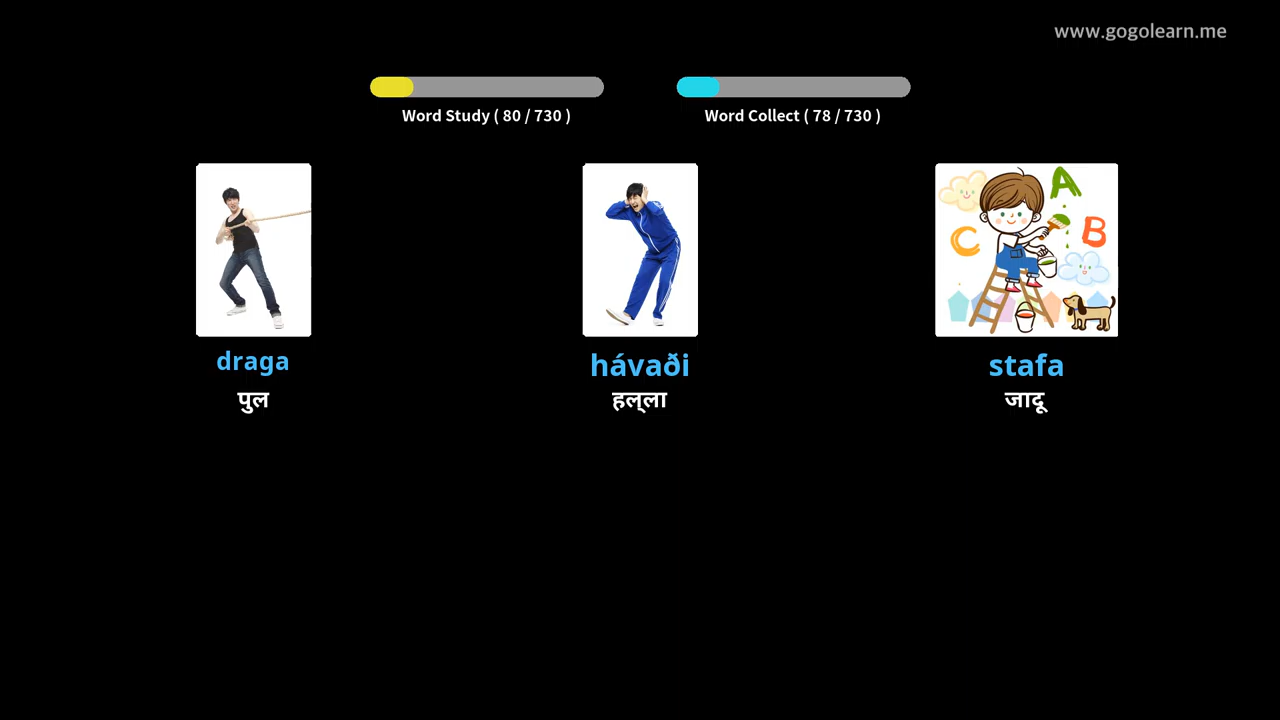 www.gogolearn.me
Word Study ( 80 / 730 )
Word Collect ( 78 / 730 )
A
B
C
draga
hávaði
stafa
पुल
हल्ला
जादू